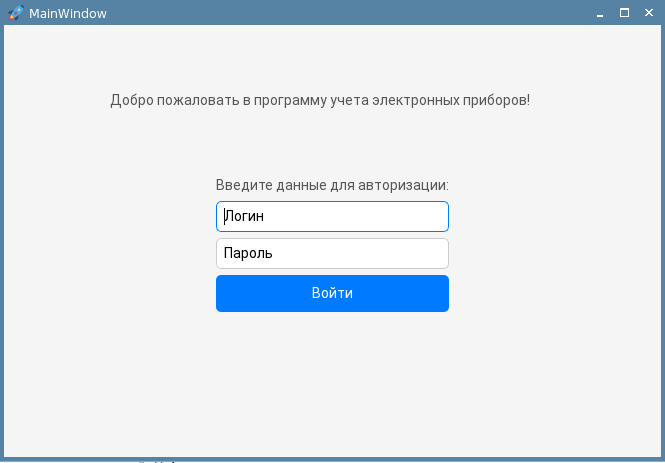 MainWindow
Добро пожаловать в программу учета электронных приборов!
Введите данные для авторизации:
Логин
Пароль
Войти